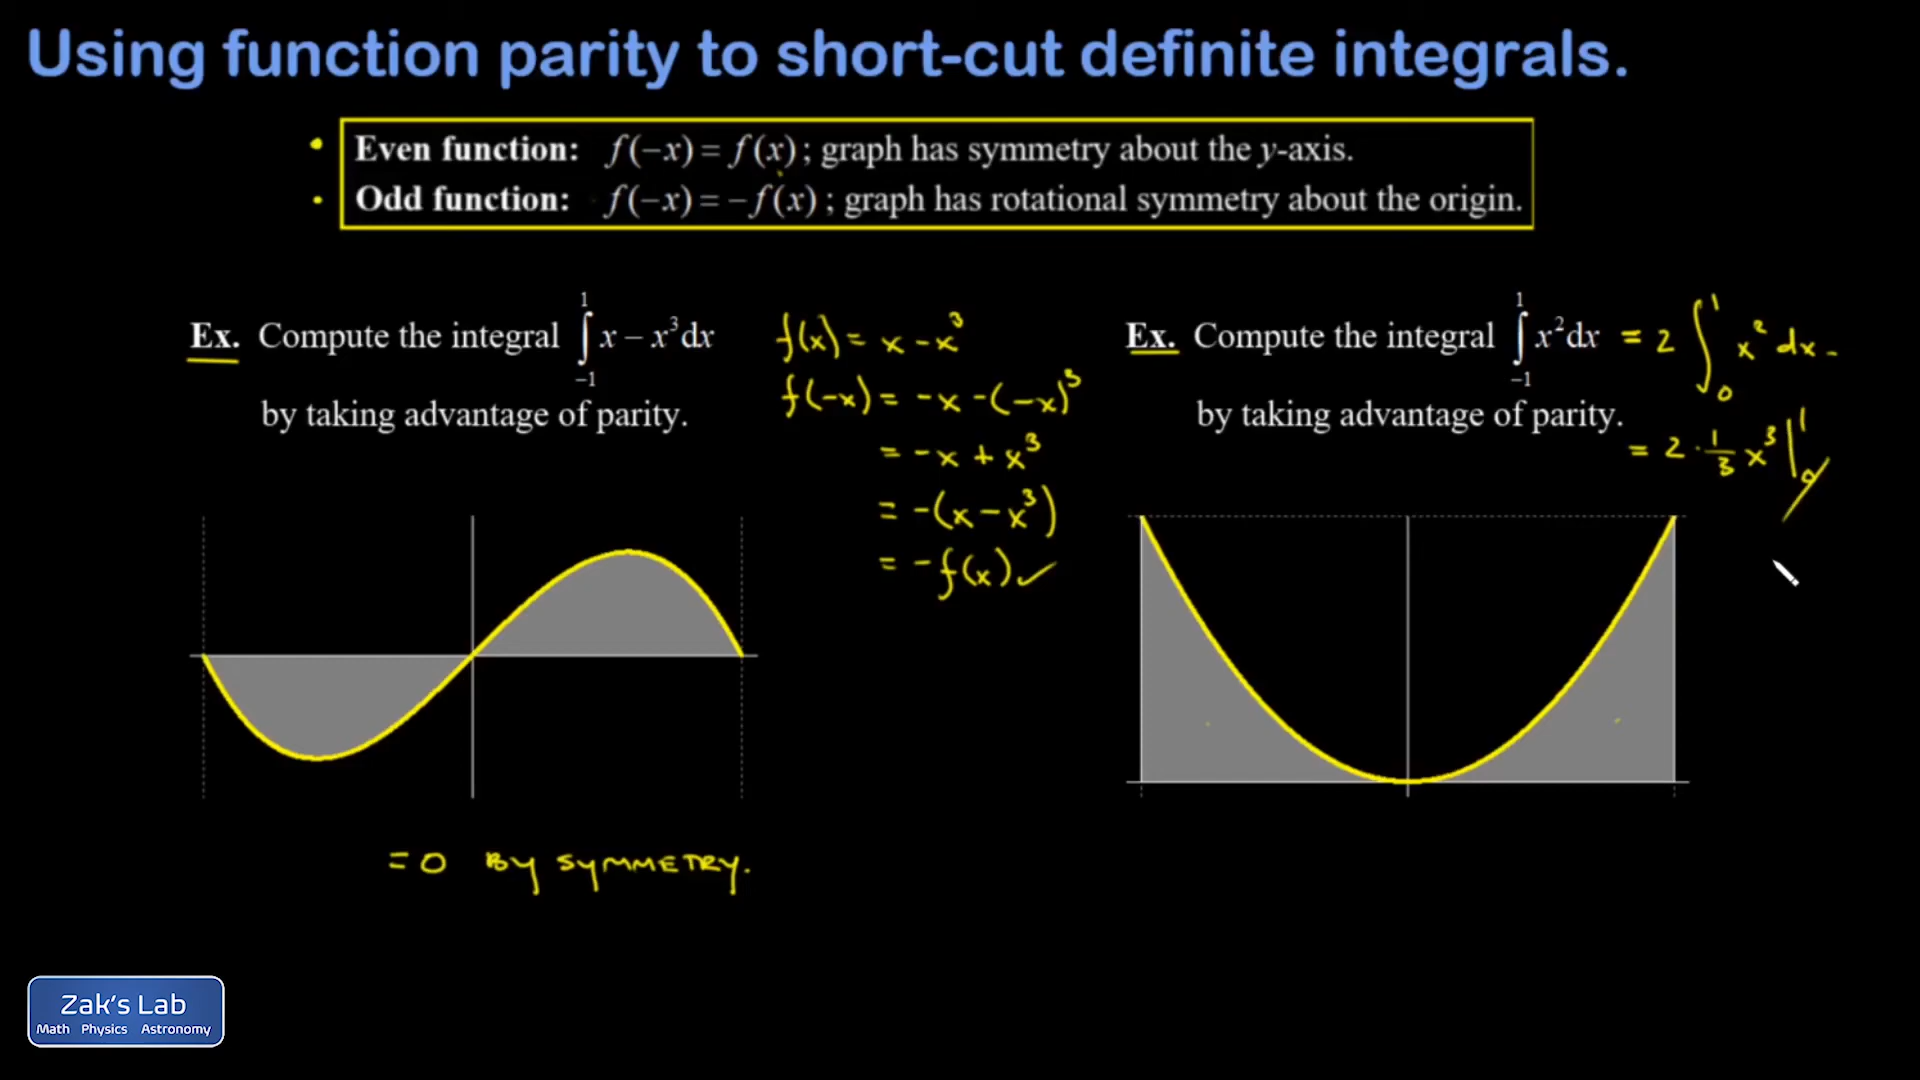 Using function parity to short-cut definite integrals.
• Even function: f(−x) = f(x); graph has symmetry about the y-axis.
• Odd function: f(−x) = −f(x); graph has rotational symmetry about the origin.
Ex. Compute the integral ∫₋₁¹ x − x³dx
by taking advantage of parity.
f(x) = x − x³
f(−x) = −x − (−x)³
= −x + x³
= −(x − x³)
= −f(x) ✓
= 0 BY SYMMETRY.
Ex. Compute the integral ∫₋₁¹ x²dx = 2 ∫₀¹ x² dx -
by taking advantage of parity.
= 2 · 1/3 x³ |₀¹
Zak's Lab
Math Physics Astronomy